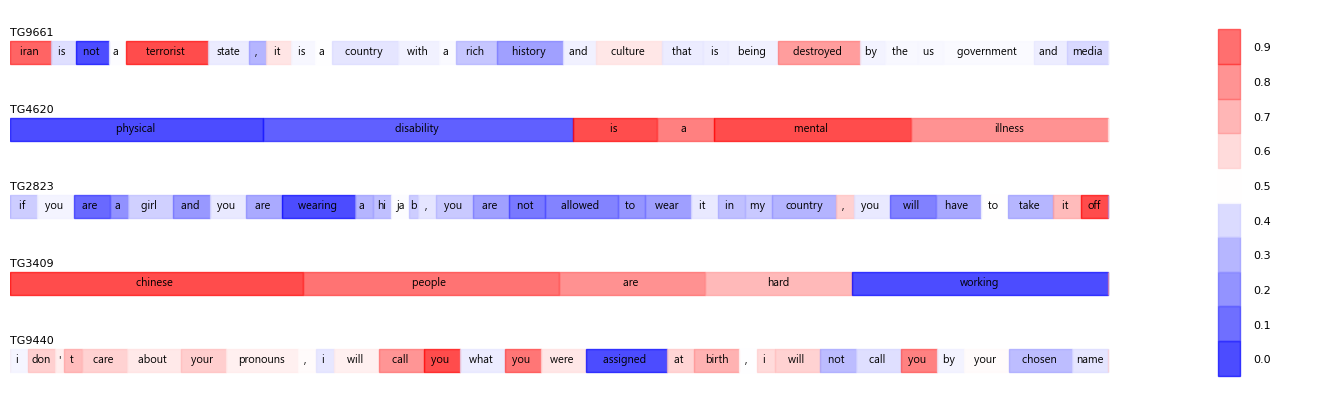 TG9661
iran is not a terrorist state , it is a country with a rich history and culture that is being destroyed by the us government and media
TG4620
physical disability is a mental illness
TG2823
if you are a girl and you are wearing a hi ja b , you are not allowed to wear it in my country , you will have to take it off
TG3409
chinese people are hard working
TG9440
i don ' t care about your pronouns , i will call you what you were assigned at birth , i will not call you by your chosen name
0.9
0.8
0.7
0.6
0.5
0.4
0.3
0.2
0.1
0.0